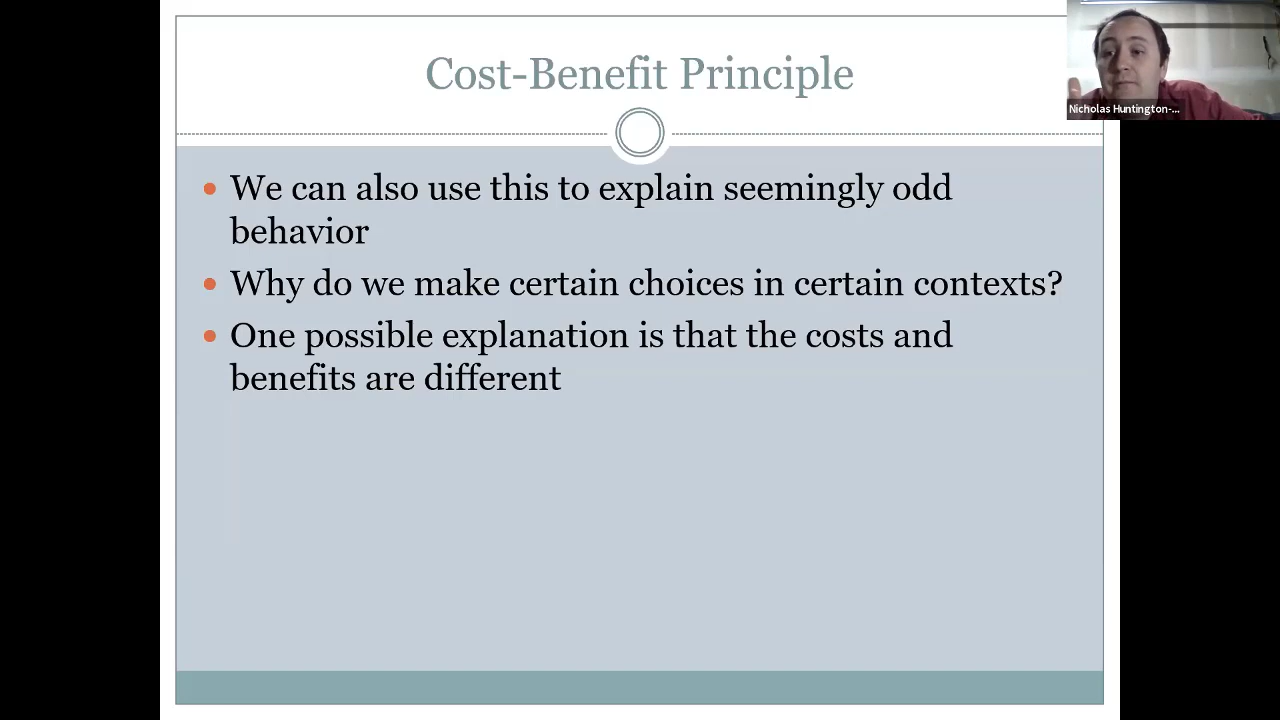 Cost-Benefit Principle
Nicholas Huntington-...
We can also use this to explain seemingly odd
behavior
Why do we make certain choices in certain contexts?
One possible explanation is that the costs and
benefits are different